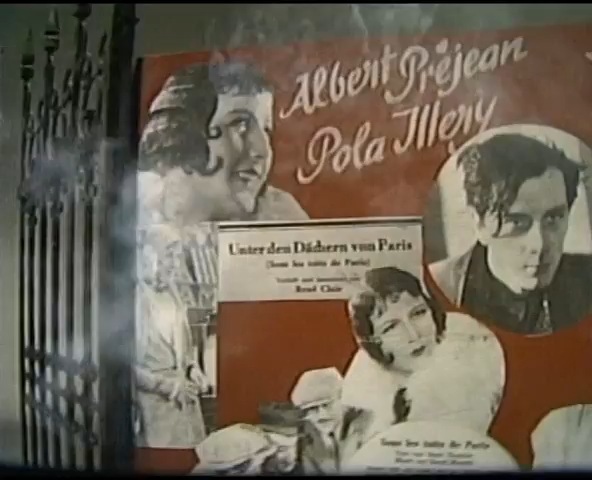 Albert Préjean
Pola Illery
Unter den Dächern von Paris
(Sous les toits de Paris)
René Clair
Sous les toits de Paris